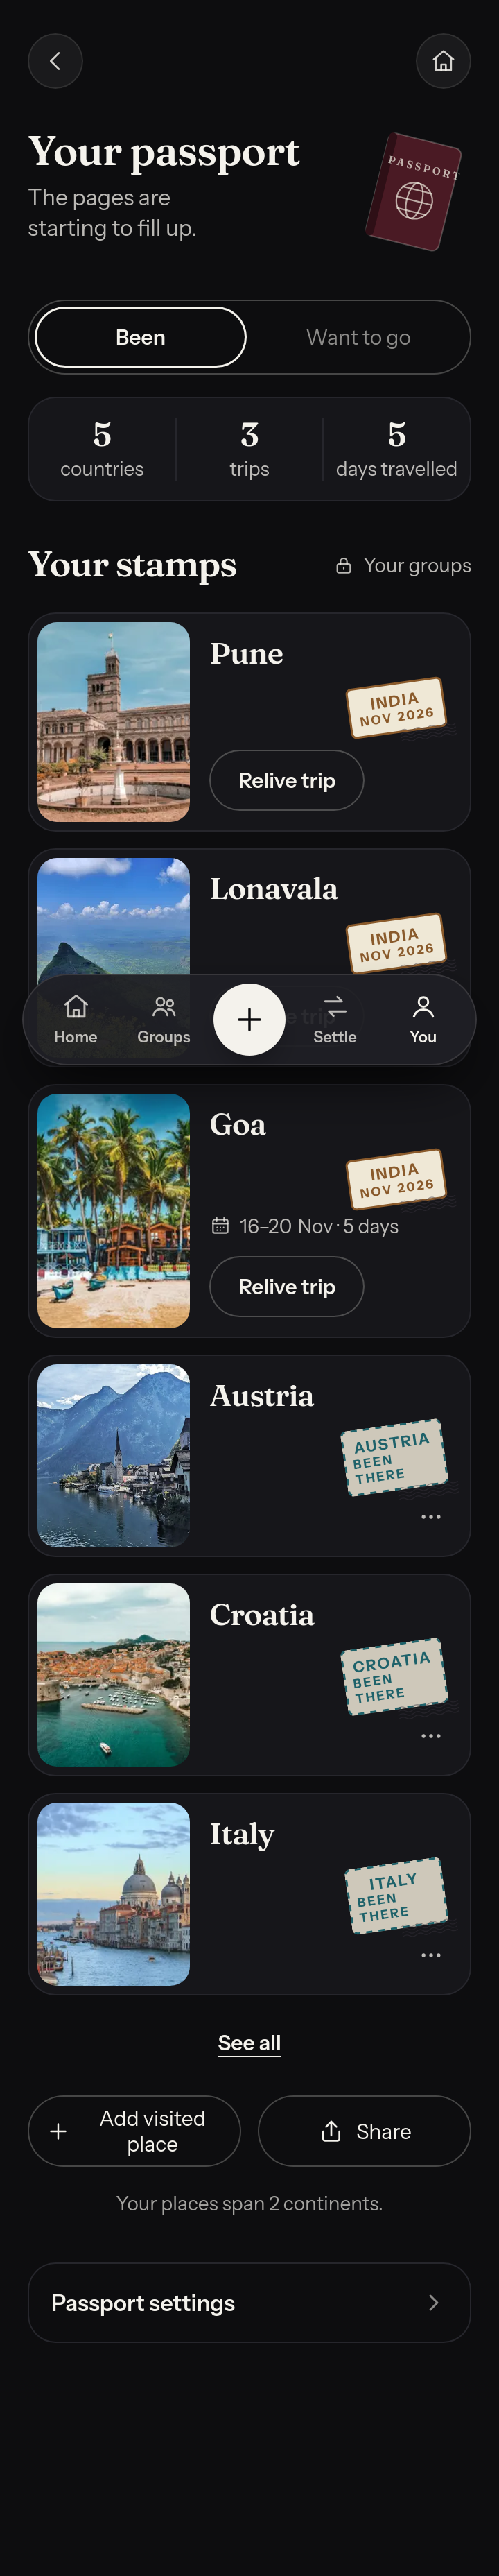 Your passport
The pages are
starting to fill up.
PASSPORT
Been
Want to go
5
countries
3
trips
5
days travelled
Your stamps
Your groups
Pune
INDIA
NOV 2026
Relive trip
Lonavala
INDIA
NOV 2026
Home
Groups
Settle
You
Goa
INDIA
NOV 2026
16–20 Nov · 5 days
Relive trip
Austria
AUSTRIA
BEEN
THERE
Croatia
CROATIA
BEEN
THERE
Italy
ITALY
BEEN
THERE
See all
Add visited
place
Share
Your places span 2 continents.
Passport settings